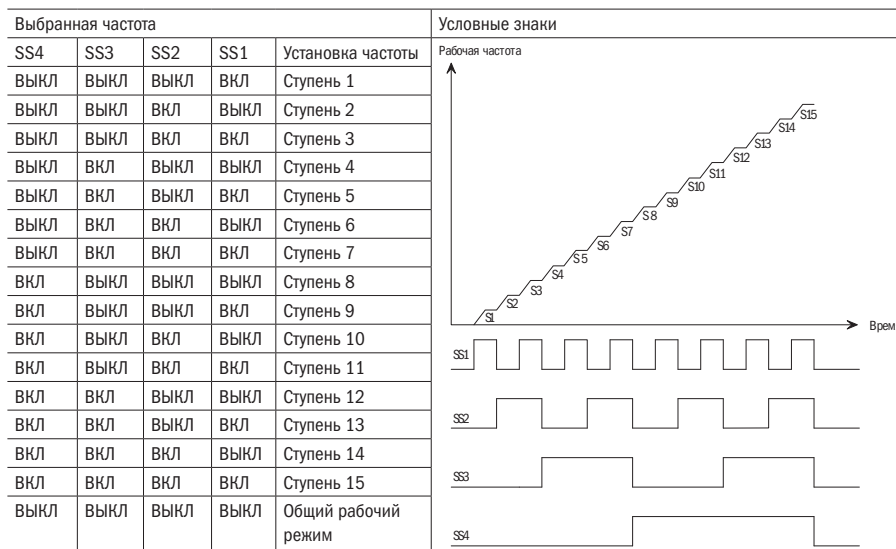 Выбранная частота
Условные знаки
SS4 SS3 SS2 SS1 Установка частоты
ВЫКЛ ВЫКЛ ВЫКЛ ВКЛ Ступень 1
ВЫКЛ ВЫКЛ ВКЛ ВЫКЛ Ступень 2
ВЫКЛ ВЫКЛ ВКЛ ВКЛ Ступень 3
ВЫКЛ ВКЛ ВЫКЛ ВЫКЛ Ступень 4
ВЫКЛ ВКЛ ВЫКЛ ВКЛ Ступень 5
ВЫКЛ ВКЛ ВКЛ ВЫКЛ Ступень 6
ВЫКЛ ВКЛ ВКЛ ВКЛ Ступень 7
ВКЛ ВЫКЛ ВЫКЛ ВЫКЛ Ступень 8
ВКЛ ВЫКЛ ВЫКЛ ВКЛ Ступень 9
ВКЛ ВЫКЛ ВКЛ ВЫКЛ Ступень 10
ВКЛ ВЫКЛ ВКЛ ВКЛ Ступень 11
ВКЛ ВКЛ ВЫКЛ ВЫКЛ Ступень 12
ВКЛ ВКЛ ВЫКЛ ВКЛ Ступень 13
ВКЛ ВКЛ ВКЛ ВЫКЛ Ступень 14
ВКЛ ВКЛ ВКЛ ВКЛ Ступень 15
ВЫКЛ ВЫКЛ ВЫКЛ ВЫКЛ Общий рабочий
режим
Рабочая частота
S15
S14
S13
S12
S11
S10
S9
S 8
S7
S6
S 5
S4
S3
S2
S1
Врем
SS1
SS2
SS3
SS4